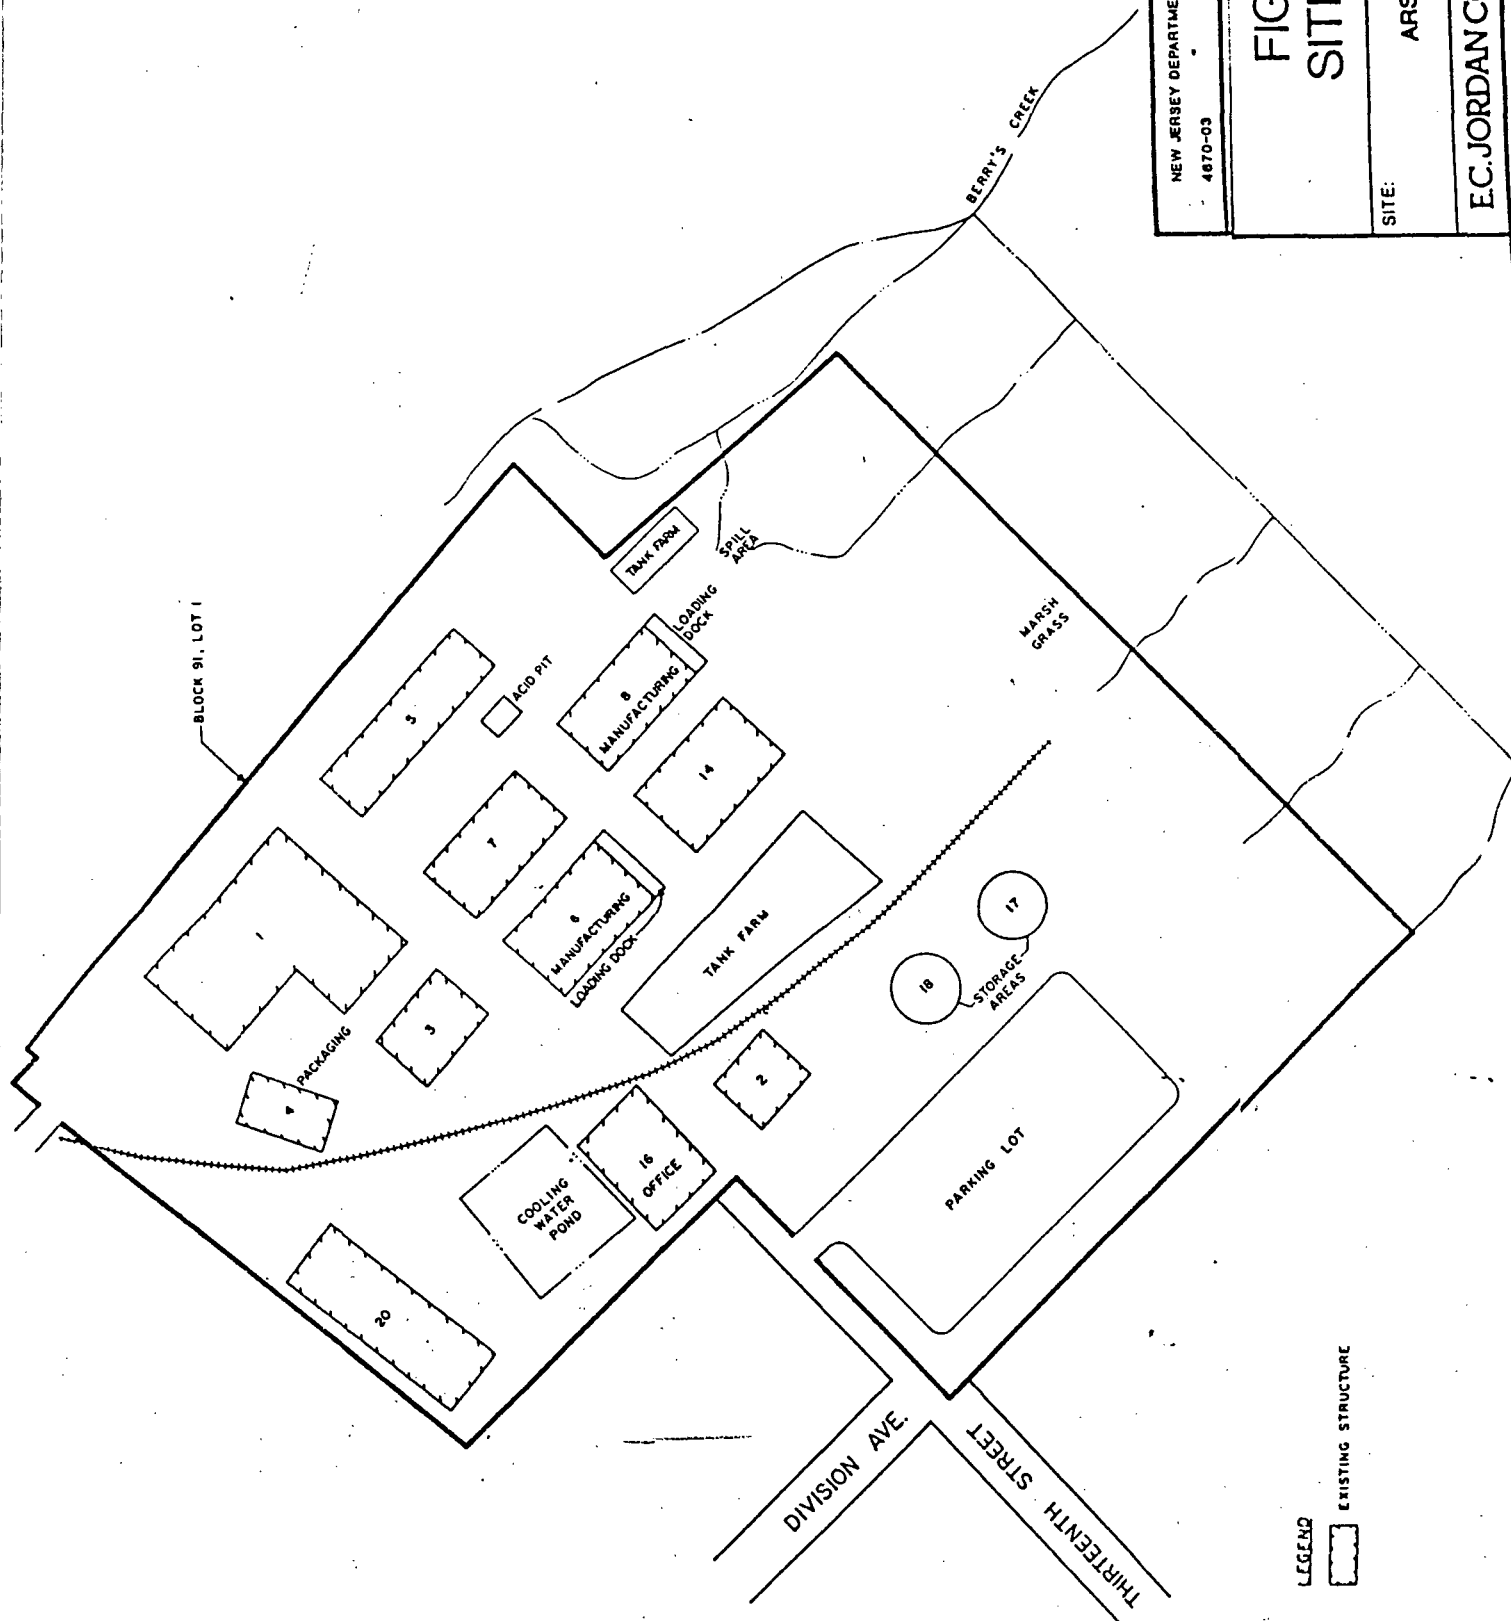 NEW JERSEY DEPARTME
4670-03
FIG
SITE
SITE:
ARS
E.C. JORDAN C
BERRY'S CREEK
BLOCK 91, LOT 1
TANK FARM
SPILL
AREA
LOADING
DOCK
5
ACID PIT
8
MANUFACTURING
MARSH
GRASS
14
7
1
6
MANUFACTURING
LOADING DOCK
TANK FARM
17
18
STORAGE
AREAS
3
PACKAGING
4
2
16
OFFICE
COOLING
WATER
POND
PARKING LOT
20
DIVISION AVE.
THIRTEENTH STREET
LEGEND
EXISTING STRUCTURE